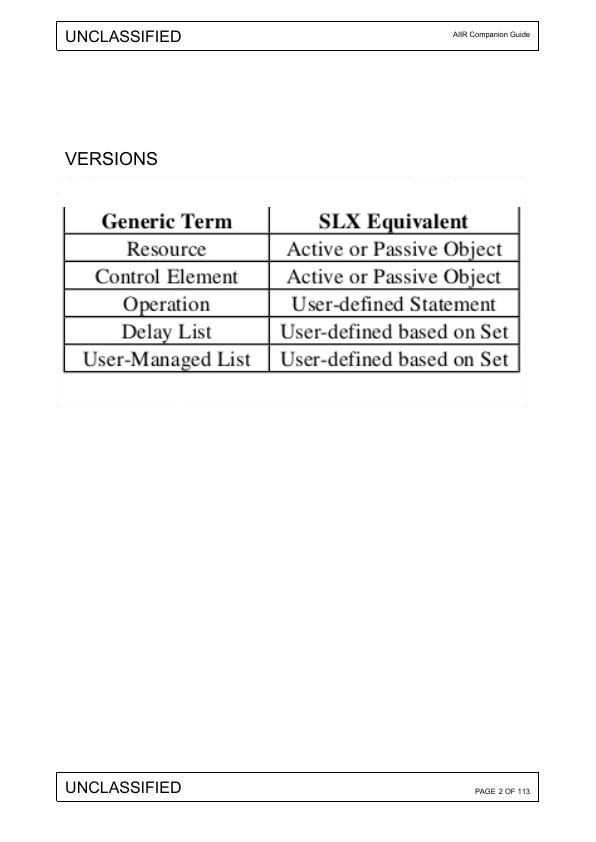 UNCLASSIFIED AIIR Companion Guide
VERSIONS
Generic Term SLX Equivalent
Resource Active or Passive Object
Control Element Active or Passive Object
Operation User-defined Statement
Delay List User-defined based on Set
User-Managed List User-defined based on Set
UNCLASSIFIED PAGE 2 OF 113